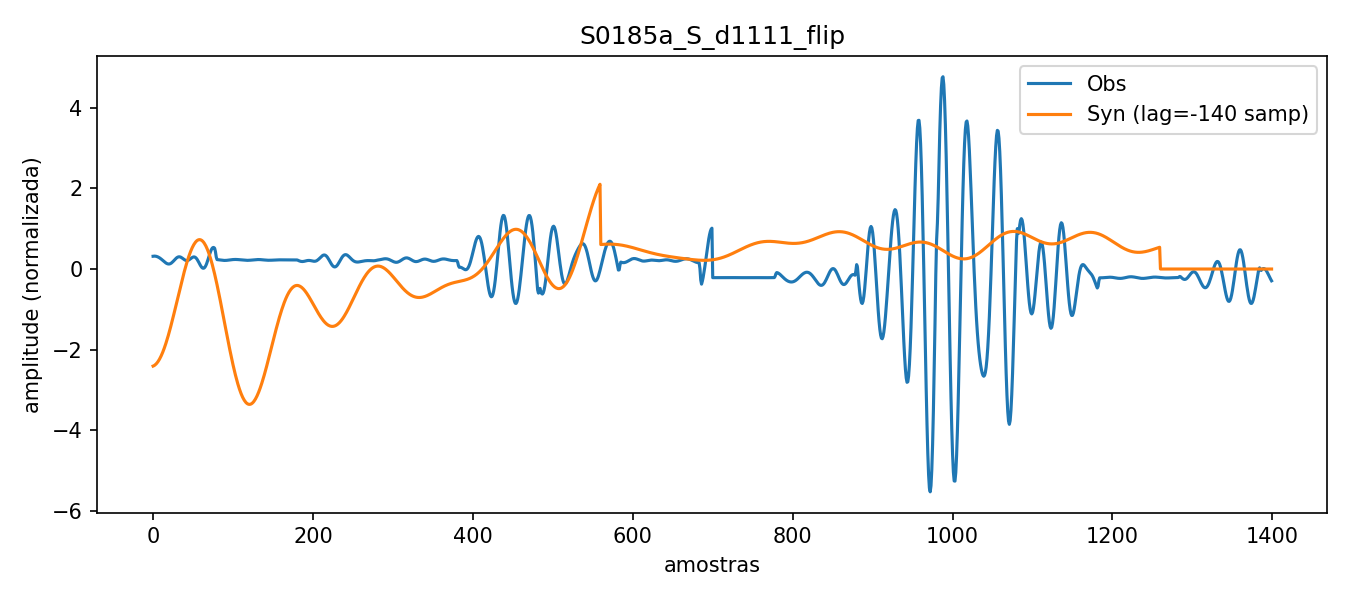 S0185a_S_d1111_flip
Obs
Syn (lag=-140 samp)
amplitude (normalizada)
4
2
0
−2
−4
−6
0 200 400 600 800 1000 1200 1400
amostras